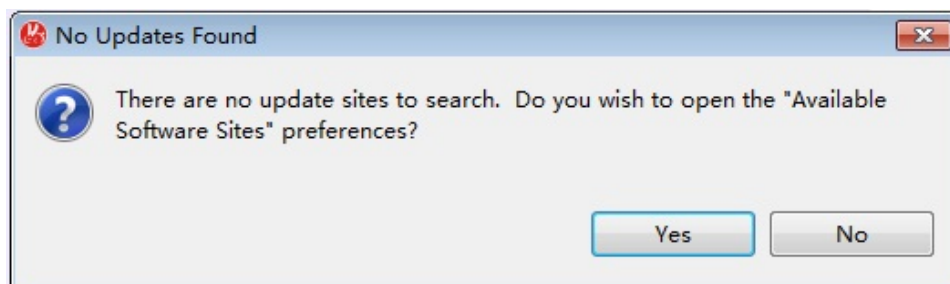 No Updates Found
There are no update sites to search.  Do you wish to open the "Available
Software Sites" preferences?
Yes
No